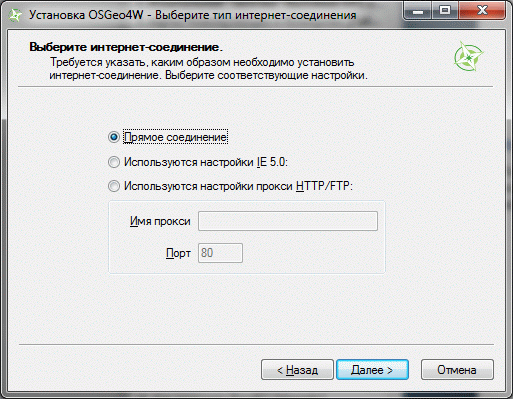 Установка OSGeo4W - Выберите тип интернет-соединения
Выберите интернет-соединение.
Требуется указать, каким образом необходимо установить
интернет-соединение. Выберите соответствующие настройки.
Прямое соединение
Используются настройки IE 5.0:
Используются настройки прокси HTTP/FTP:
Имя прокси
Порт 80
< Назад Далее > Отмена